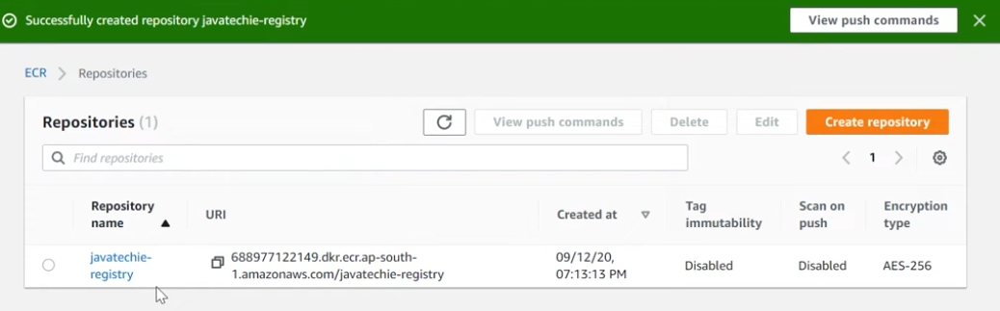 Successfully created repository javatechie-registry
View push commands
ECR
Repositories
Repositories (1)
View push commands
Delete
Edit
Create repository
Find repositories
1
Repository
name
URI
Created at
Tag
immutability
Scan on
push
Encryption
type
javatechie-
registry
688977122149.dkr.ecr.ap-south-
1.amazonaws.com/javatechie-registry
09/12/20,
07:13:13 PM
Disabled
Disabled
AES-256